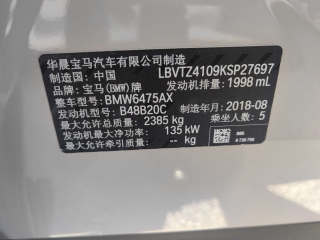 华晨宝马汽车有限公司制造
制造国：中国 LBVTZ4109KSP27697
品牌：宝马(BMW)牌 发动机排量：1998 mL
整车型号：BMW6475AX
发动机型号：B48B20C 制造年月：2018-08
最大允许总质量：2385 kg 乘坐人数：5
发动机最大净功率：135 kW
最大允许牵引质量： - kg